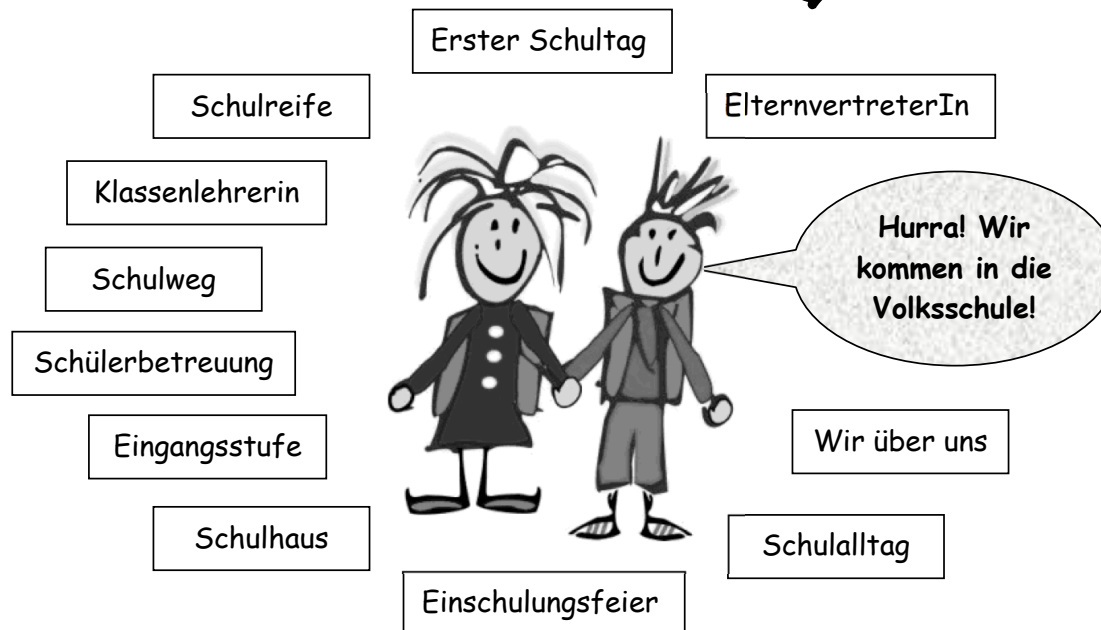 Erster Schultag
Schulreife
ElternvertreterIn
Klassenlehrerin
Hurra! Wir
kommen in die
Volksschule!
Schulweg
Schülerbetreuung
Eingangsstufe
Wir über uns
Schulhaus
Schulalltag
Einschulungsfeier